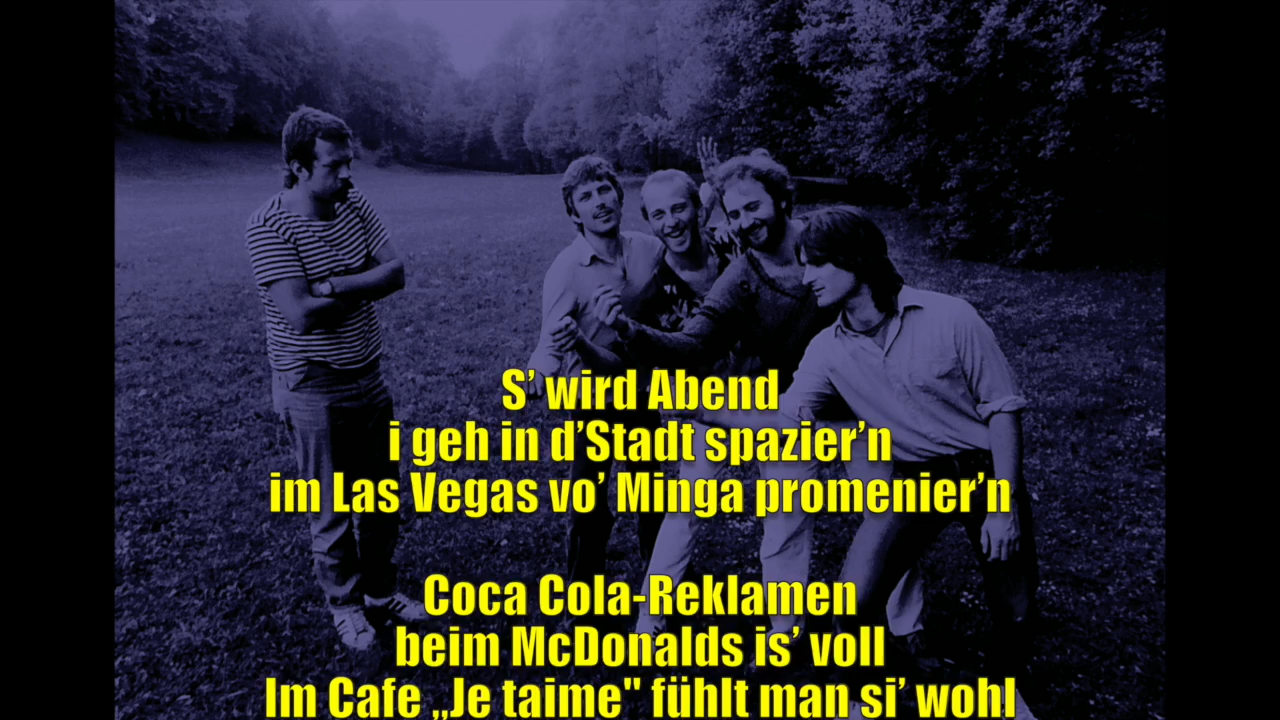 S’ wird Abend
i geh in d’Stadt spazier’n
im Las Vegas vo’ Minga promenier’n
Coca Cola-Reklamen
beim McDonalds is’ voll
Im Cafe „Je taime" fühlt man si’ wohl